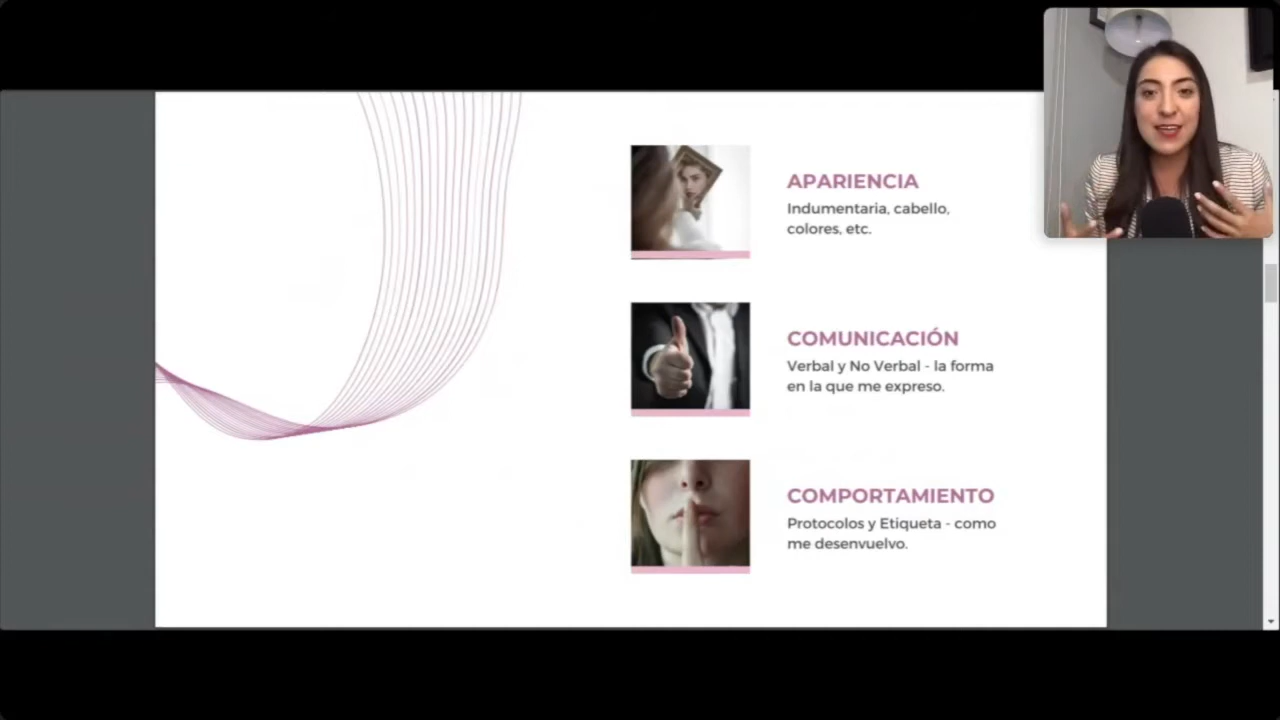 APARIENCIA
Indumentaria, cabello,
colores, etc.
COMUNICACIÓN
Verbal y No Verbal - la forma
en la que me expreso.
COMPORTAMIENTO
Protocolos y Etiqueta - como
me desenvuelvo.